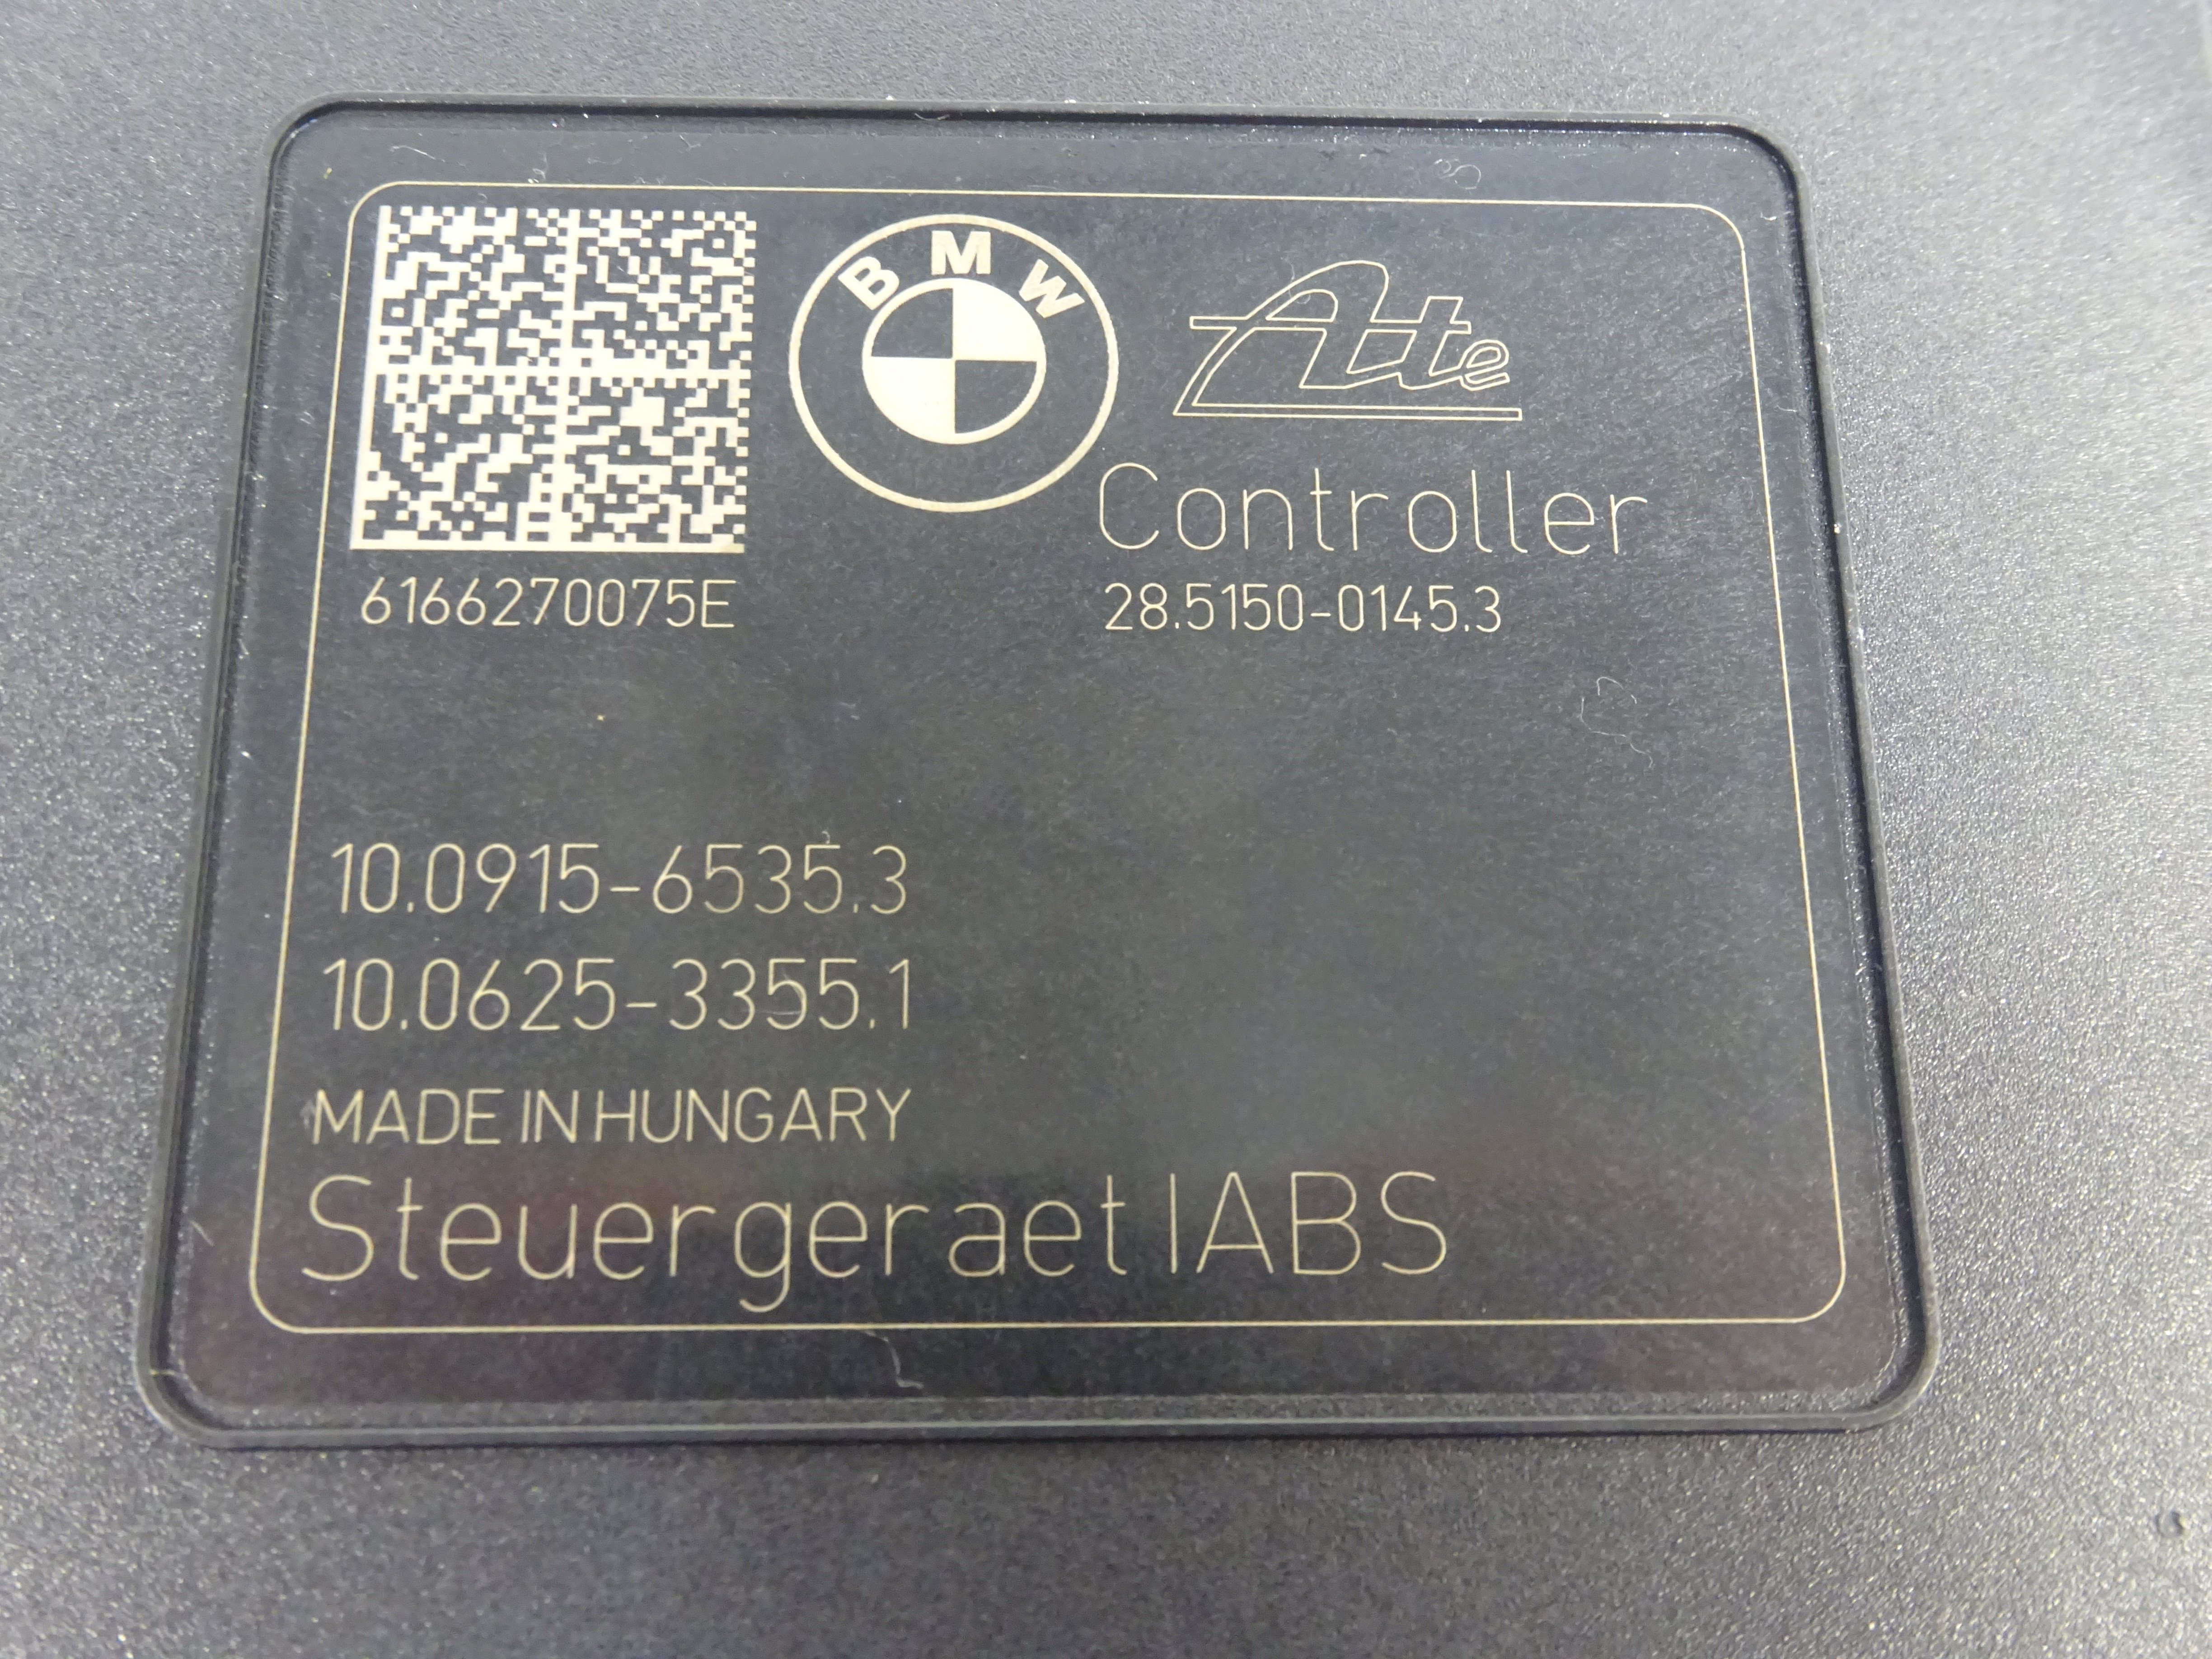 BMW
Ate
Controller
6166270075E
28.5150-0145.3
10.0915-6535.3
10.0625-3355.1
MADE IN HUNGARY
Steuergeraet IABS